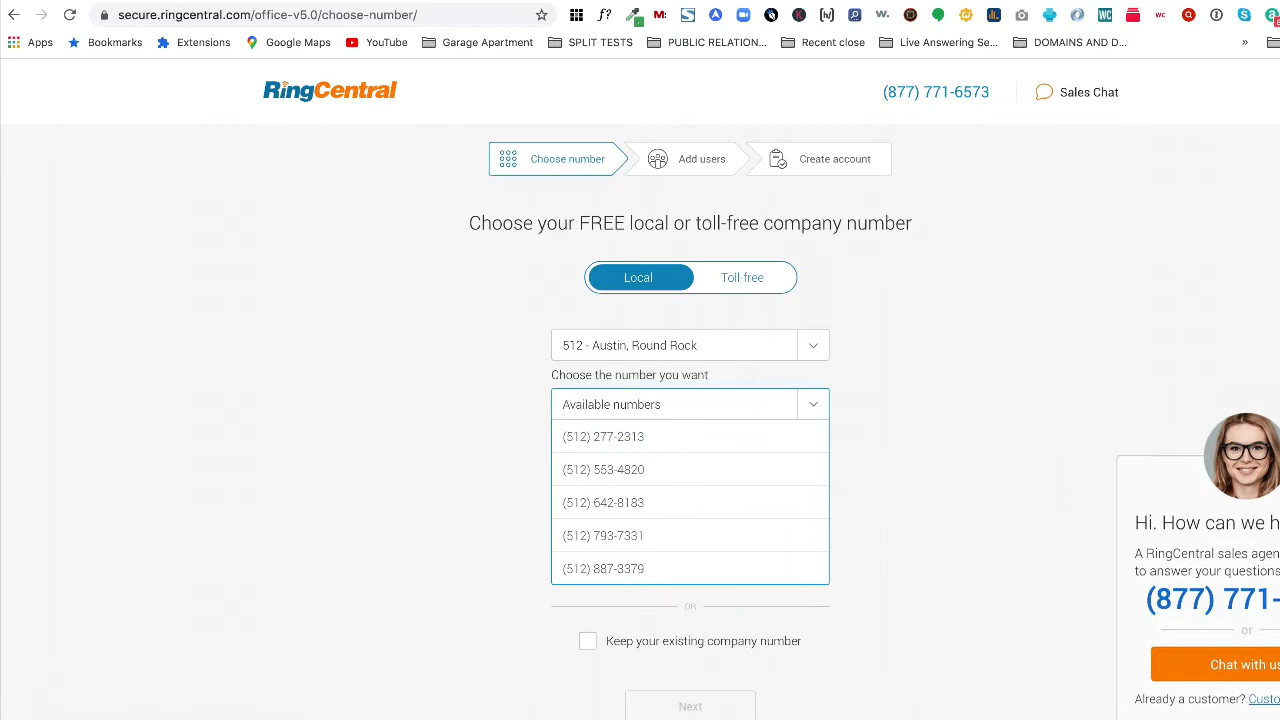 secure.ringcentral.com/office-v5.0/choose-number/
Apps Bookmarks Extensions Google Maps YouTube Garage Apartment SPLIT TESTS PUBLIC RELATION... Recent close Live Answering Se... DOMAINS AND D... »
RingCentral (877) 771-6573 Sales Chat
Choose number Add users Create account
Choose your FREE local or toll-free company number
Local Toll-free
512 - Austin, Round Rock
Choose the number you want
Available numbers
(512) 277-2313
(512) 553-4820
(512) 642-8183
(512) 793-7331
(512) 887-3379
OR
Keep your existing company number
Next
Hi. How can we h
A RingCentral sales agen
to answer your questions
(877) 771-
or
Chat with us
Already a customer? Custo